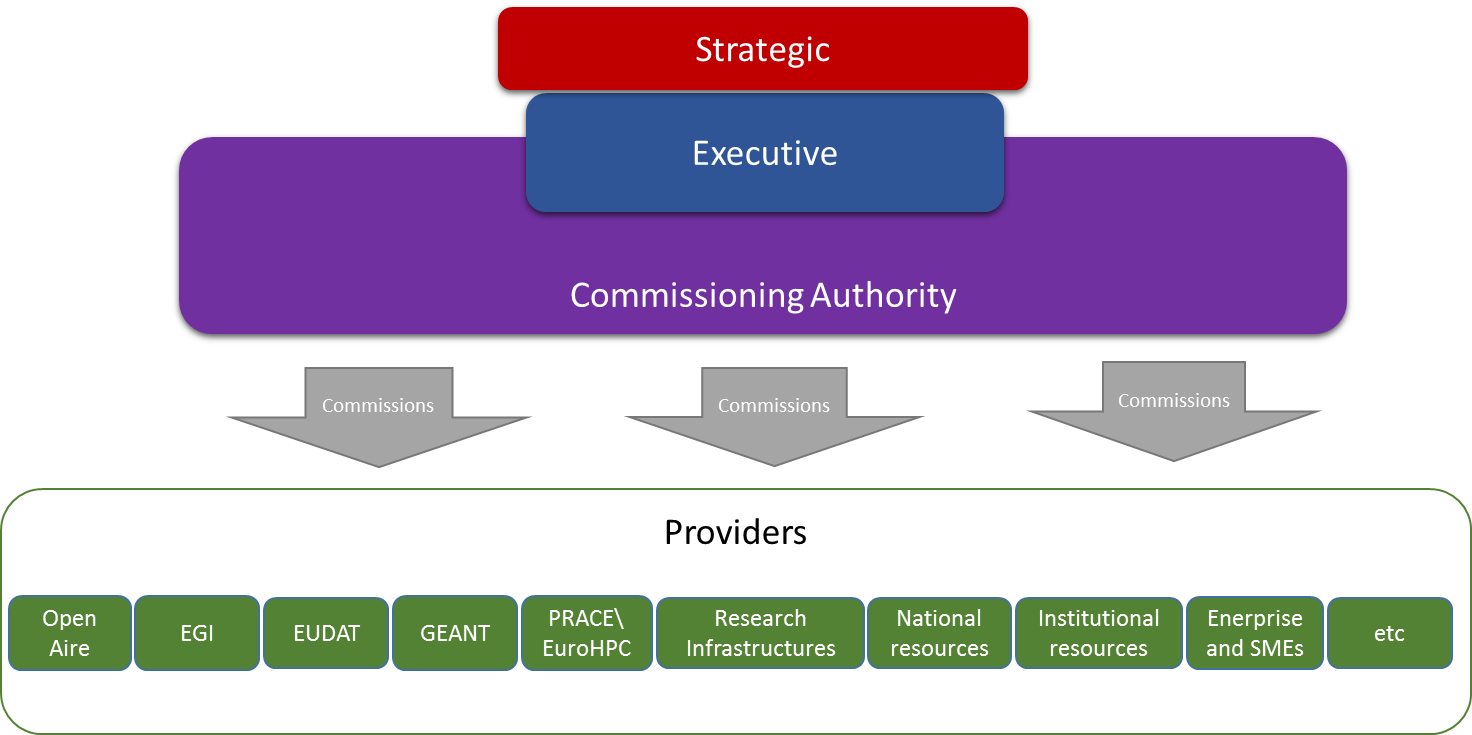 Strategic
Executive
Commissioning Authority
Commissions
Commissions
Commissions
Providers
Open
Aire
EGI
EUDAT
GEANT
PRACE\
EuroHPC
Research
Infrastructures
National
resources
Institutional
resources
Enerprise
and SMEs
etc